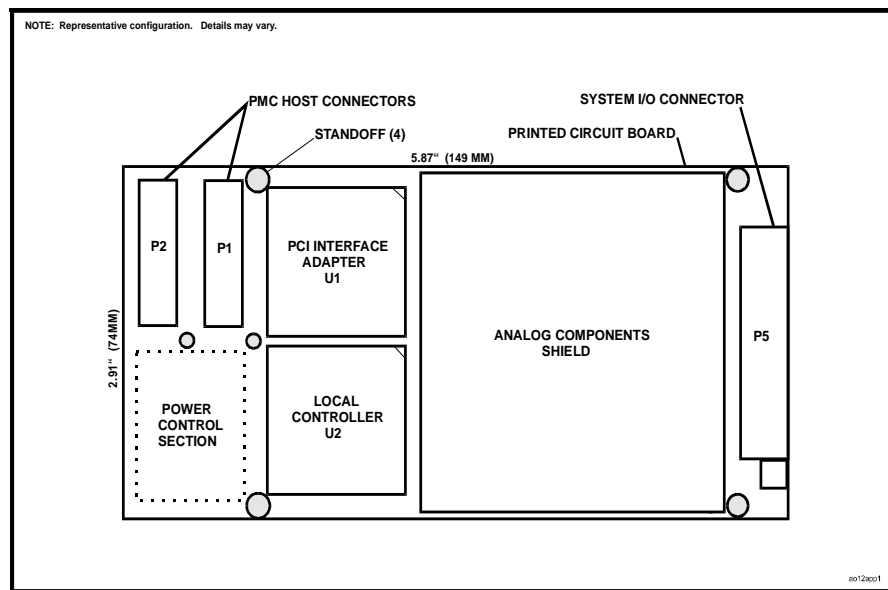 NOTE: Representative configuration. Details may vary.
PMC HOST CONNECTORS
SYSTEM I/O CONNECTOR
STANDOFF (4)
PRINTED CIRCUIT BOARD
5.87“ (149 MM)
P2
P1
PCI INTERFACE
ADAPTER
U1
ANALOG COMPONENTS
SHIELD
P5
2.91“ (74MM)
POWER
CONTROL
SECTION
LOCAL
CONTROLLER
U2
ao12app1